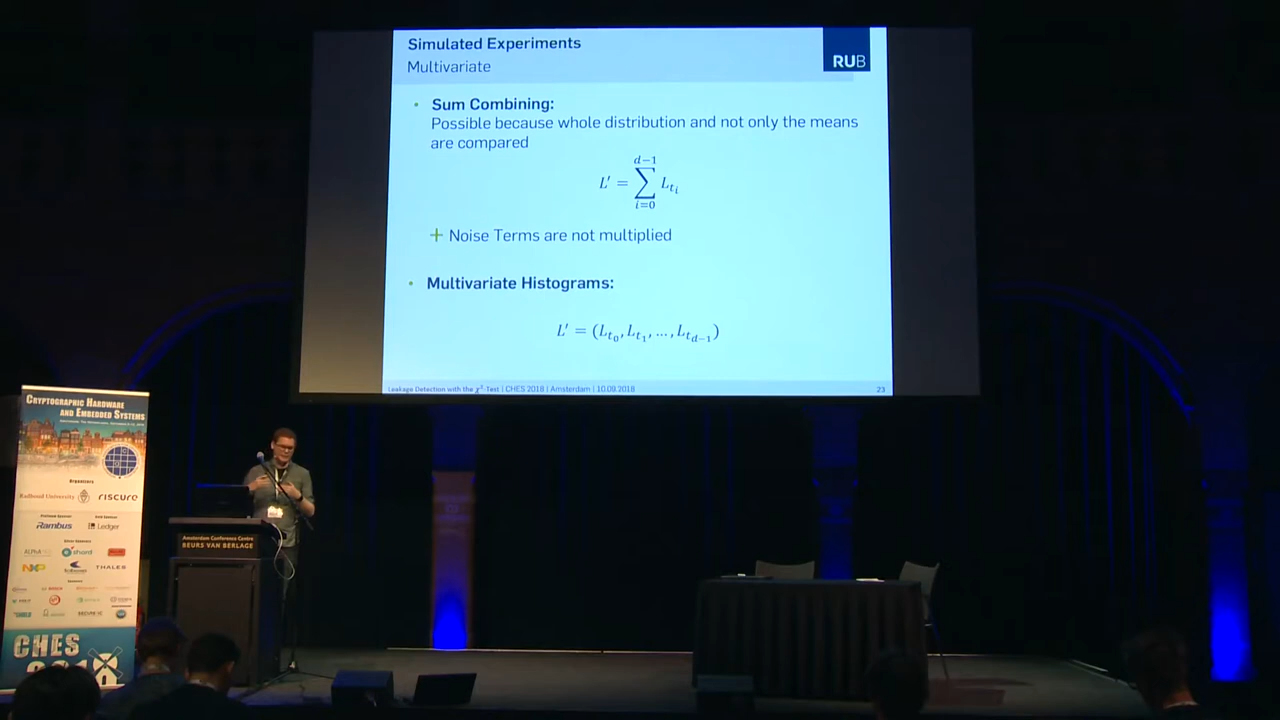 Simulated Experiments
Multivariate
RUB
• Sum Combining:
Possible because whole distribution and not only the means
are compared
d−1
L′ = ∑ L_{t_i}
i=0
+ Noise Terms are not multiplied
• Multivariate Histograms:
L′ = (L_{t_0}, L_{t_1}, …, L_{t_{d−1}})
Leakage Detection with the χ²-Test | CHES 2018 | Amsterdam | 10.09.2018
23
CRYPTOGRAPHIC HARDWARE
AND EMBEDDED SYSTEMS
Organizers
Radboud University
riscure
Rambus
Ledger
NXP
THALES
CHES
2018
Amsterdam Conference Centre
BEURS VAN BERLAGE